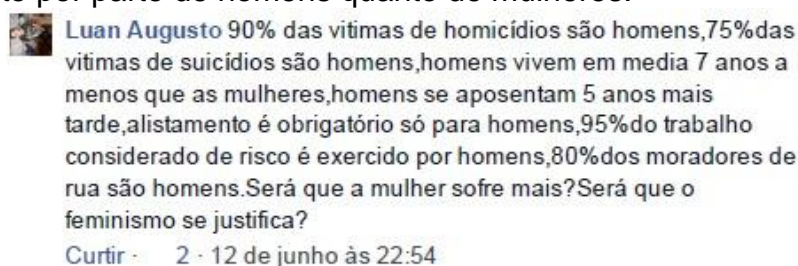 te por parte de homens quanto de mulheres.
Luan Augusto 90% das vitimas de homicídios são homens,75%das
vitimas de suicídios são homens,homens vivem em media 7 anos a
menos que as mulheres,homens se aposentam 5 anos mais
tarde,alistamento é obrigatório só para homens,95%do trabalho
considerado de risco é exercido por homens,80%dos moradores de
rua são homens.Será que a mulher sofre mais?Será que o
feminismo se justifica?
Curtir · 2 · 12 de junho às 22:54